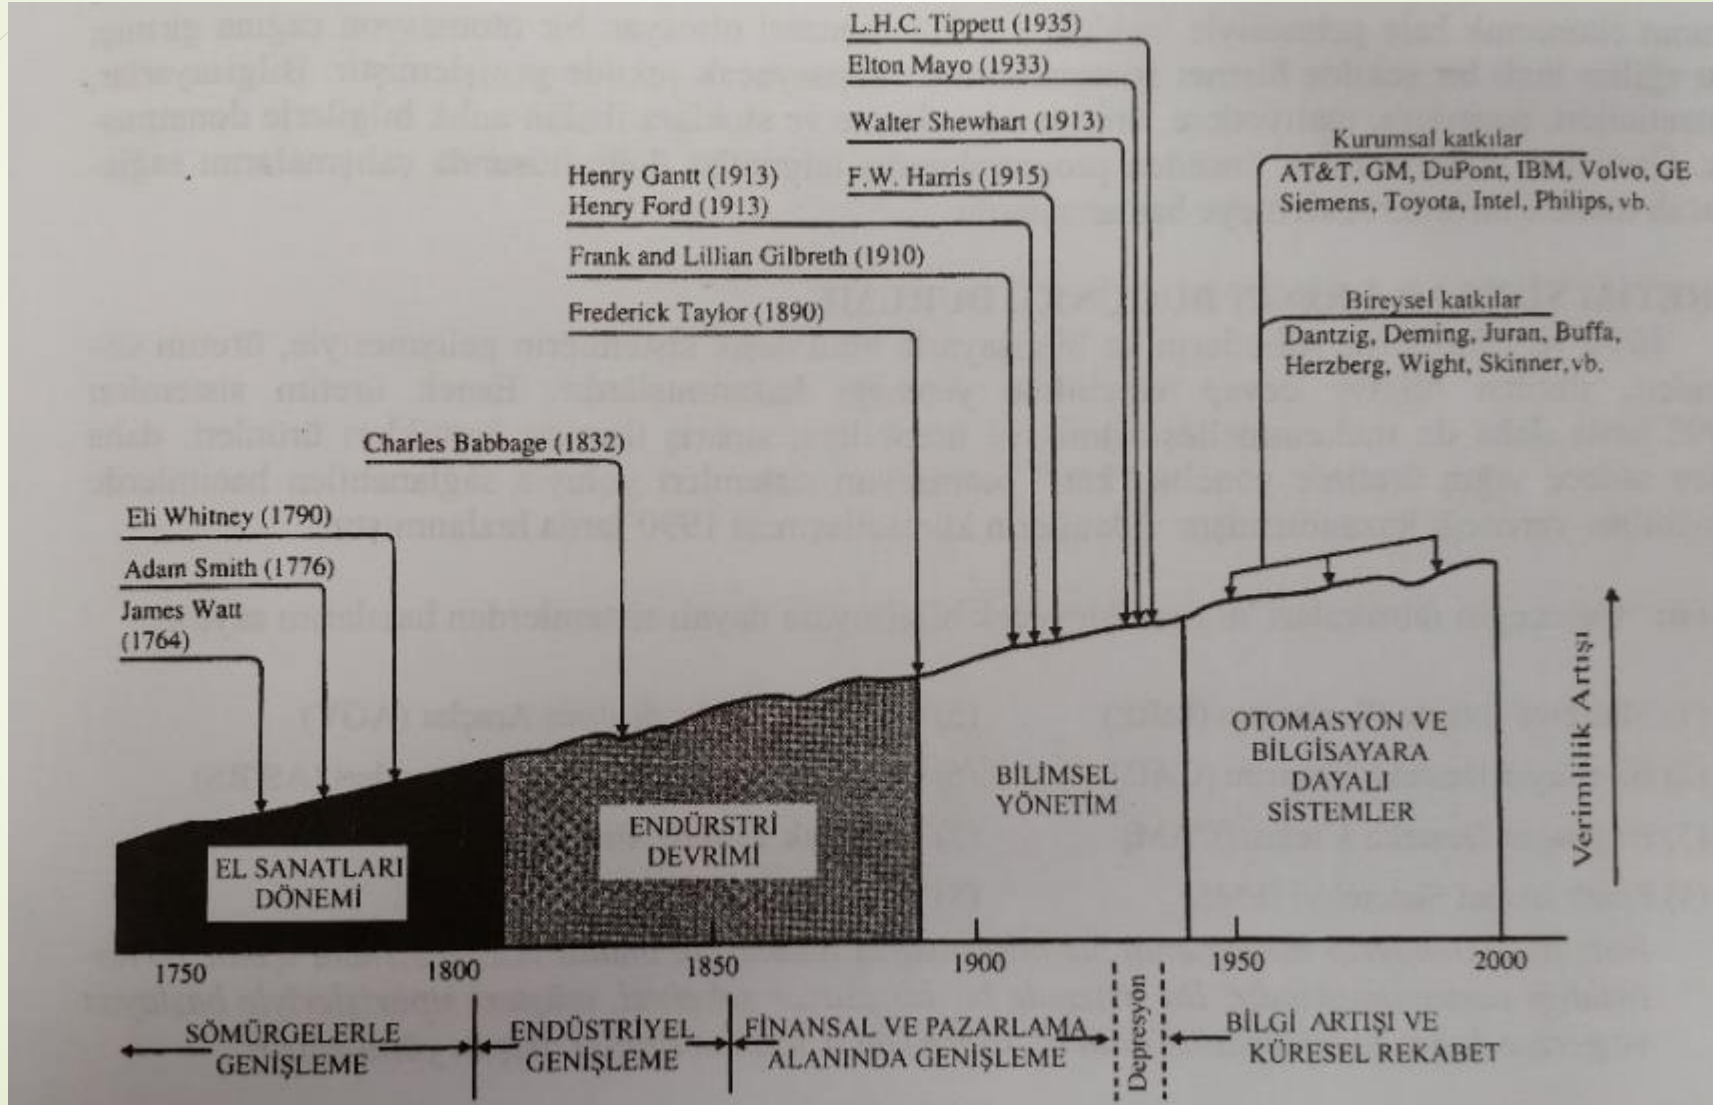 L.H.C. Tippett (1935)
Elton Mayo (1933)
Walter Shewhart (1913)
Henry Gantt (1913)
Henry Ford (1913)
F.W. Harris (1915)
Frank and Lillian Gilbreth (1910)
Frederick Taylor (1890)
Kurumsal katkılar
AT&T, GM, DuPont, IBM, Volvo, GE
Siemens, Toyota, Intel, Philips, vb.
Bireysel katkılar
Dantzig, Deming, Juran, Buffa,
Herzberg, Wight, Skinner, vb.
Charles Babbage (1832)
Eli Whitney (1790)
Adam Smith (1776)
James Watt
(1764)
EL SANATLARI
DÖNEMİ
ENDÜRSTRİ
DEVRİMİ
BİLİMSEL
YÖNETİM
OTOMASYON VE
BİLGİSAYARA
DAYALI
SİSTEMLER
Verimlilik Artışı
1750
1800
1850
1900
1950
2000
SÖMÜRGELERLE
GENİŞLEME
ENDÜSTRİYEL
GENİŞLEME
FİNANSAL VE PAZARLAMA
ALANINDA GENİŞLEME
Depresyon
BİLGİ ARTIŞI VE
KÜRESEL REKABET